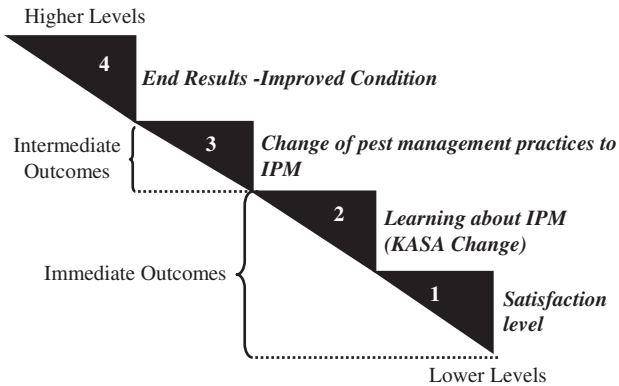 Higher Levels
4
End Results -Improved Condition
Intermediate
Outcomes
3
Change of pest management practices to
IPM
2
Learning about IPM
(KASA Change)
Immediate Outcomes
1
Satisfaction
level
Lower Levels